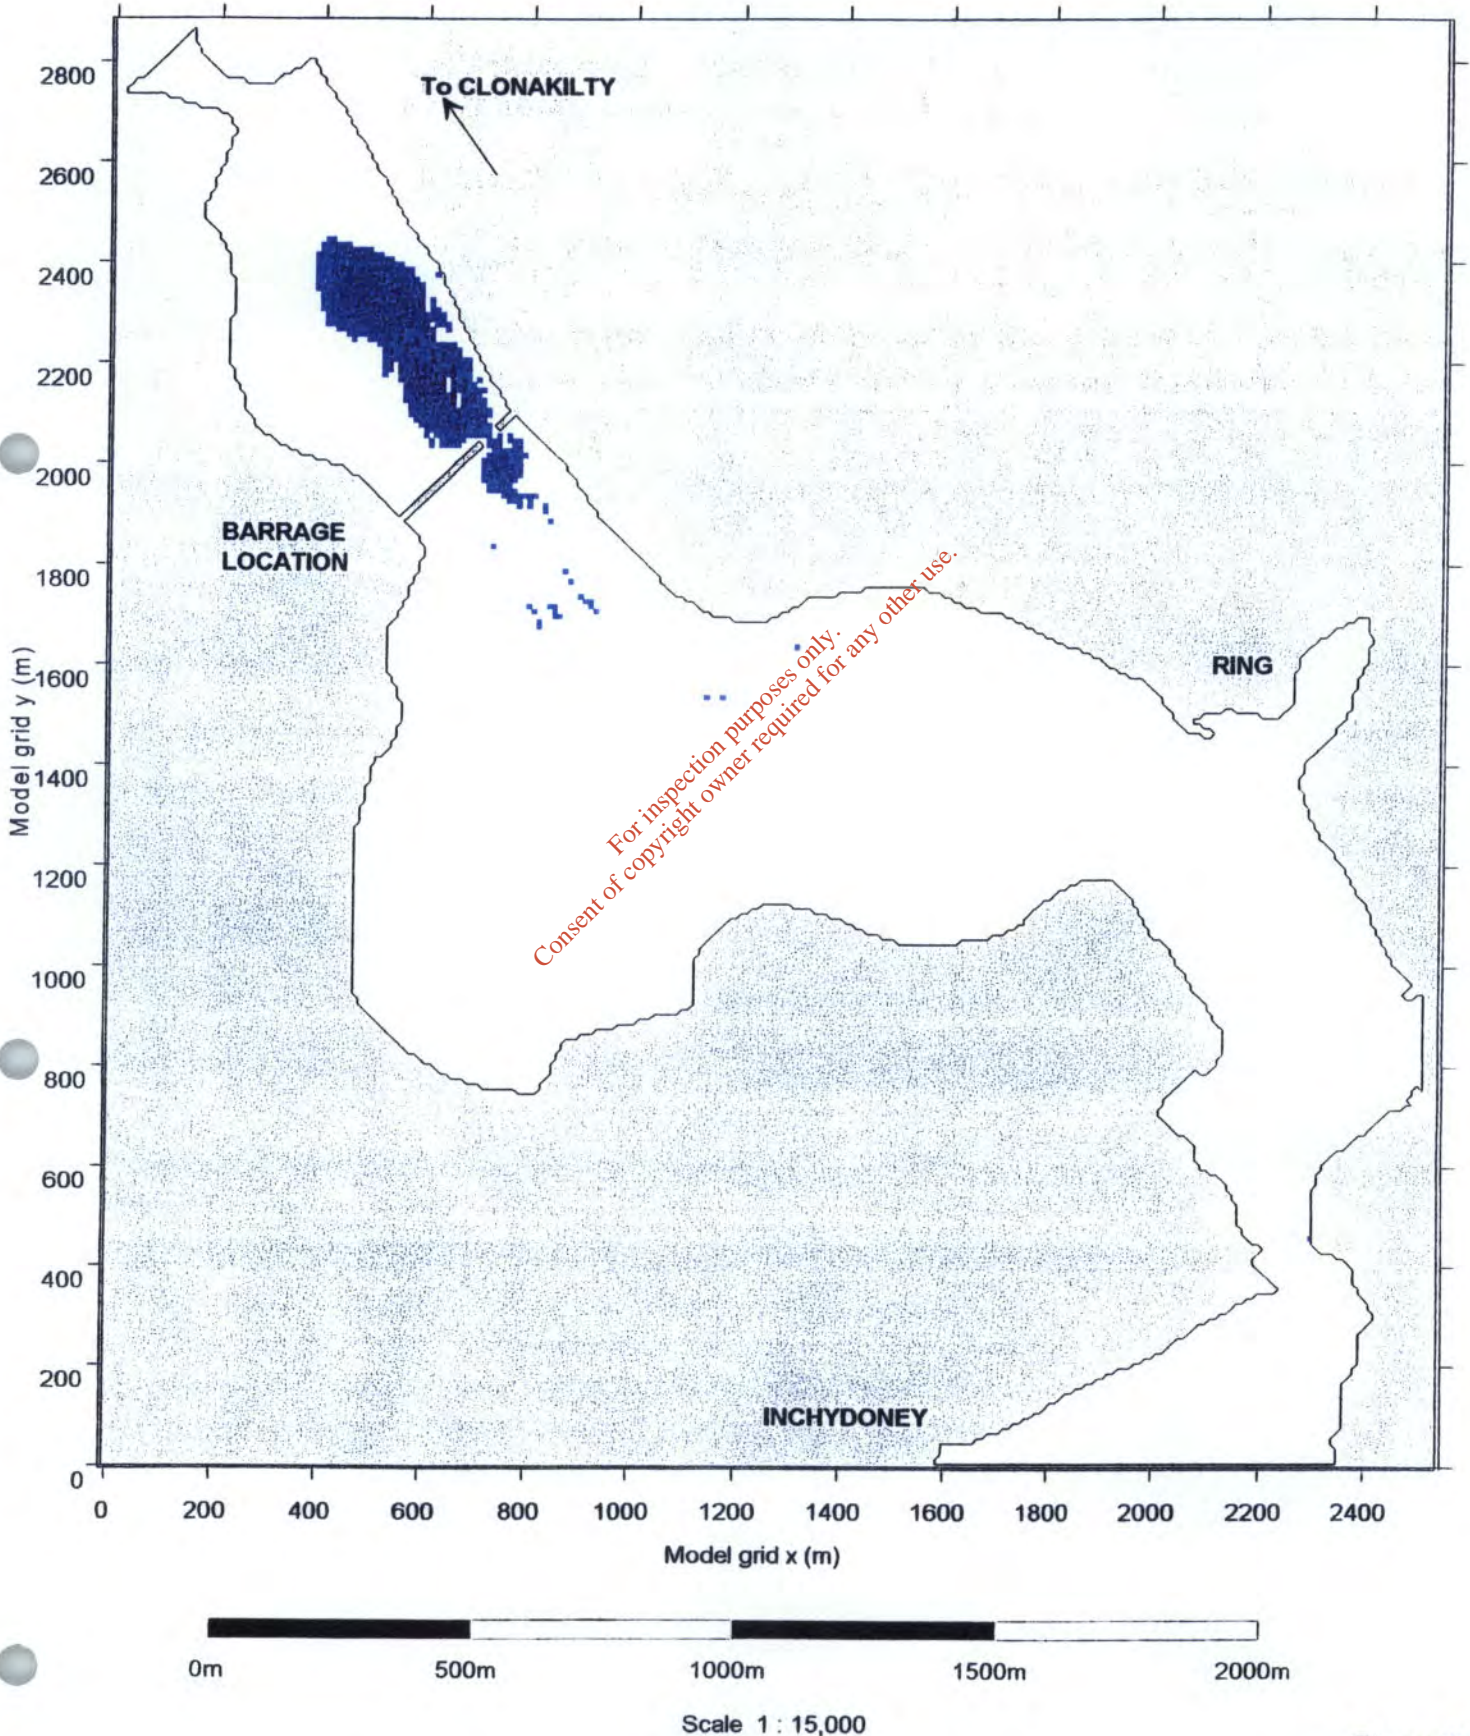 To CLONAKILTY
2800
2600
2400
2200
2000
1800
1600
1400
1200
1000
800
600
400
200
0
Model grid y (m)
BARRAGE
LOCATION
RING
INCHYDONEY
For inspection purposes only.
Consent of copyright owner required for any other use.
0 200 400 600 800 1000 1200 1400 1600 1800 2000 2200 2400
Model grid x (m)
0m 500m 1000m 1500m 2000m
Scale 1 : 15,000